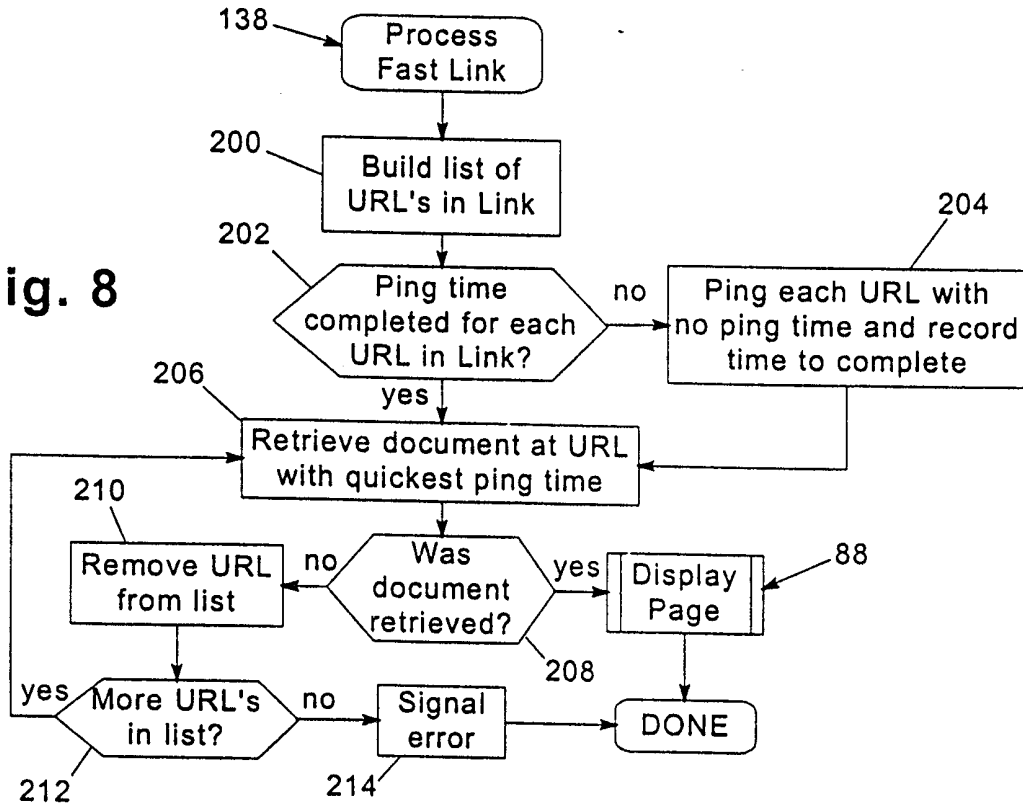 138
Process
Fast Link
200
Build list of
URL's in Link
202
204
ig. 8
Ping time
completed for each
URL in Link?
no
Ping each URL with
no ping time and record
time to complete
206
yes
Retrieve document at URL
with quickest ping time
210
Remove URL
from list
no
Was
document
retrieved?
yes
Display
Page
88
208
yes
More URL's
in list?
no
Signal
error
DONE
212
214